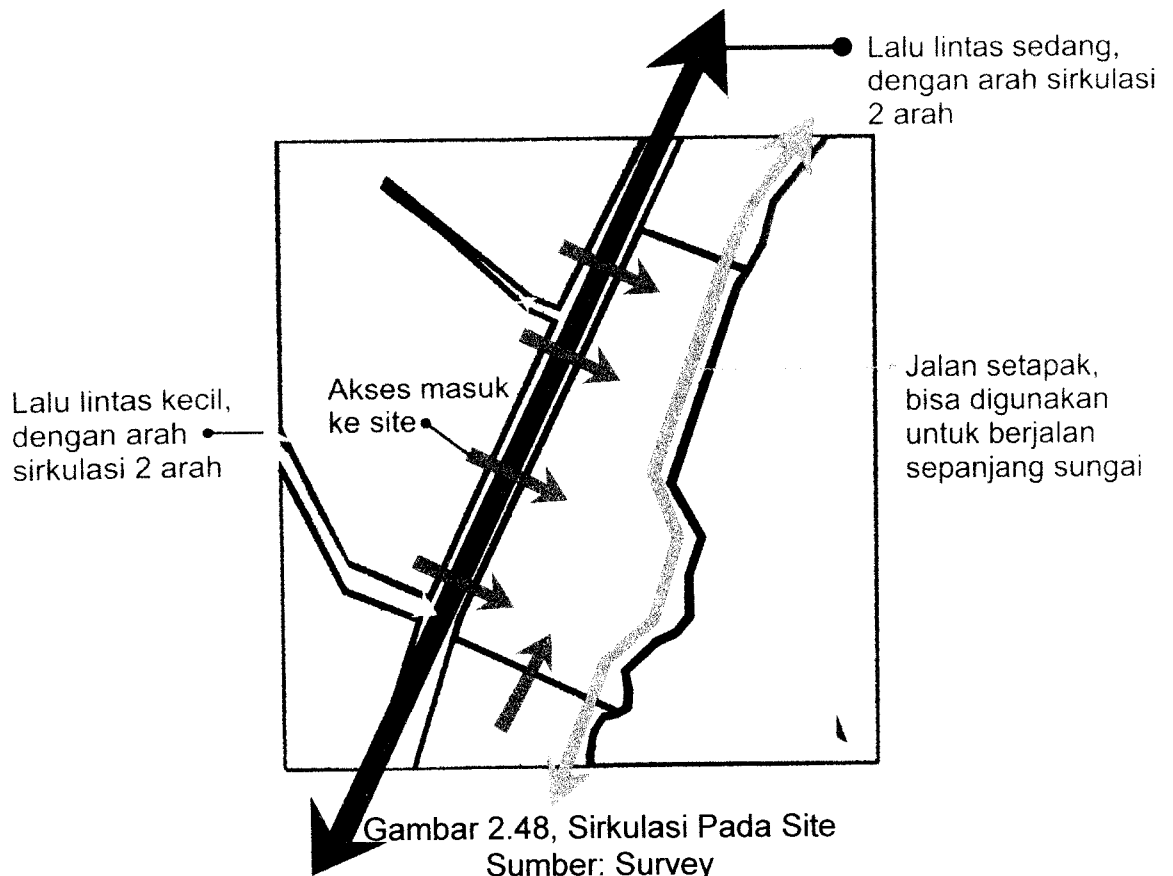 Lalu lintas sedang,
dengan arah sirkulasi
2 arah
Lalu lintas kecil,
dengan arah
sirkulasi 2 arah
Akses masuk
ke site
Jalan setapak,
bisa digunakan
untuk berjalan
sepanjang sungai
Gambar 2.48, Sirkulasi Pada Site
Sumber: Survey